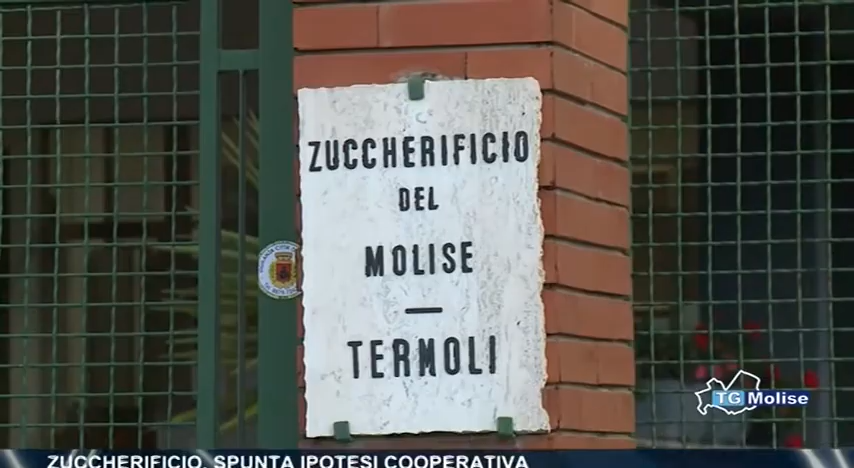 ZUCCHERIFICIO
DEL
MOLISE
—
TERMOLI
TG Molise
ZUCCHERIFICIO, SPUNTA IPOTESI COOPERATIVA